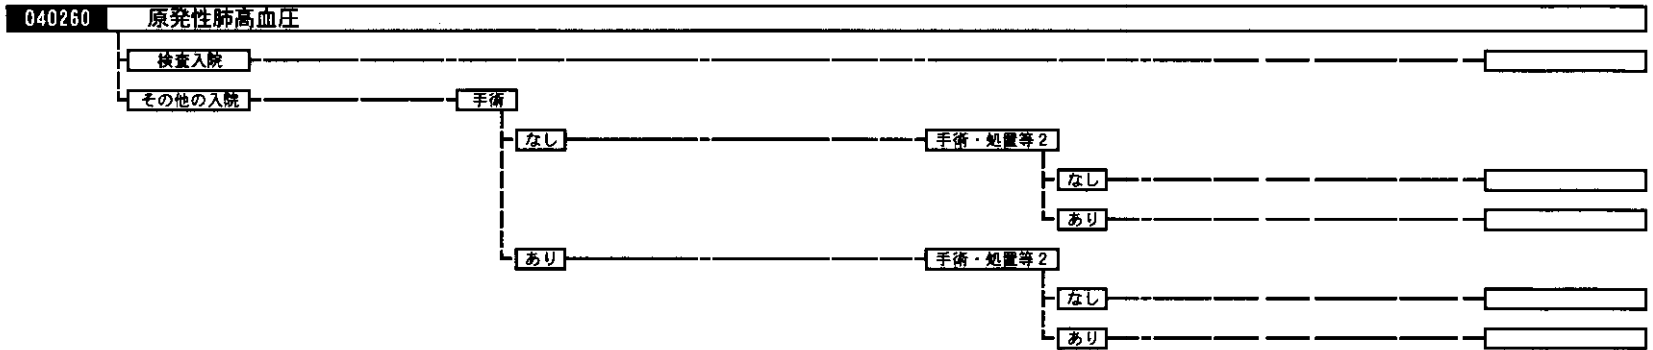 040260 原発性肺高血圧
検査入院
その他の入院 手術
なし 手術・処置等2
なし
あり
あり 手術・処置等2
なし
あり